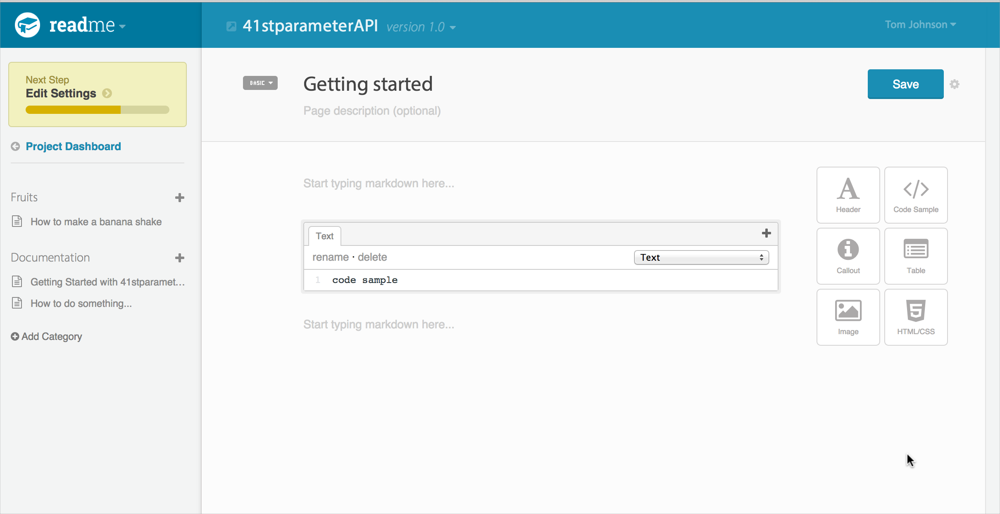 readme
41stparameterAPI version 1.0
Tom Johnson
Next Step
Edit Settings
Project Dashboard
Fruits
How to make a banana shake
Documentation
Getting Started with 41stparamet...
How to do something...
Add Category
BASIC
Getting started
Save
Page description (optional)
Start typing markdown here...
Text
rename · delete
Text
1 code sample
Start typing markdown here...
Header
Code Sample
Callout
Table
Image
HTML/CSS